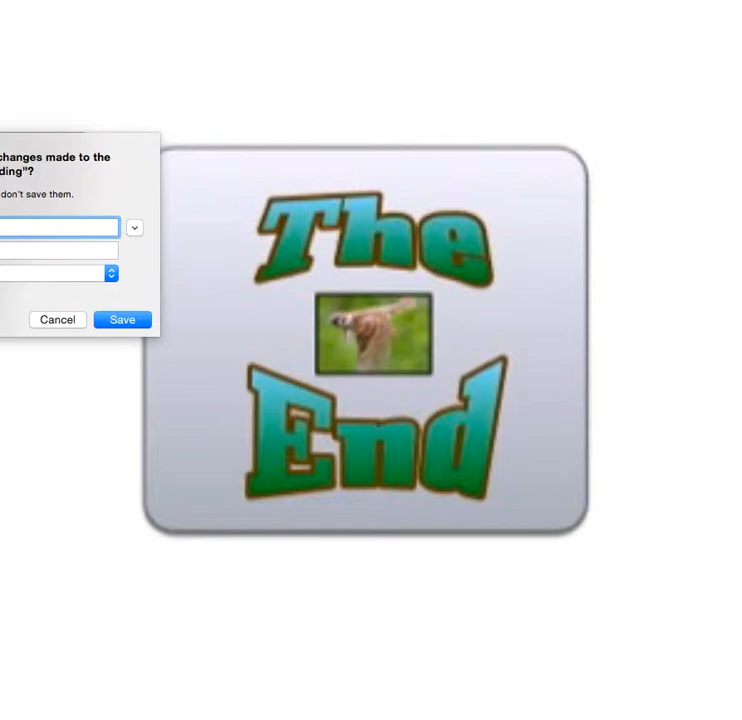 changes made to the
ding"?
don't save them.
Cancel Save
The
End